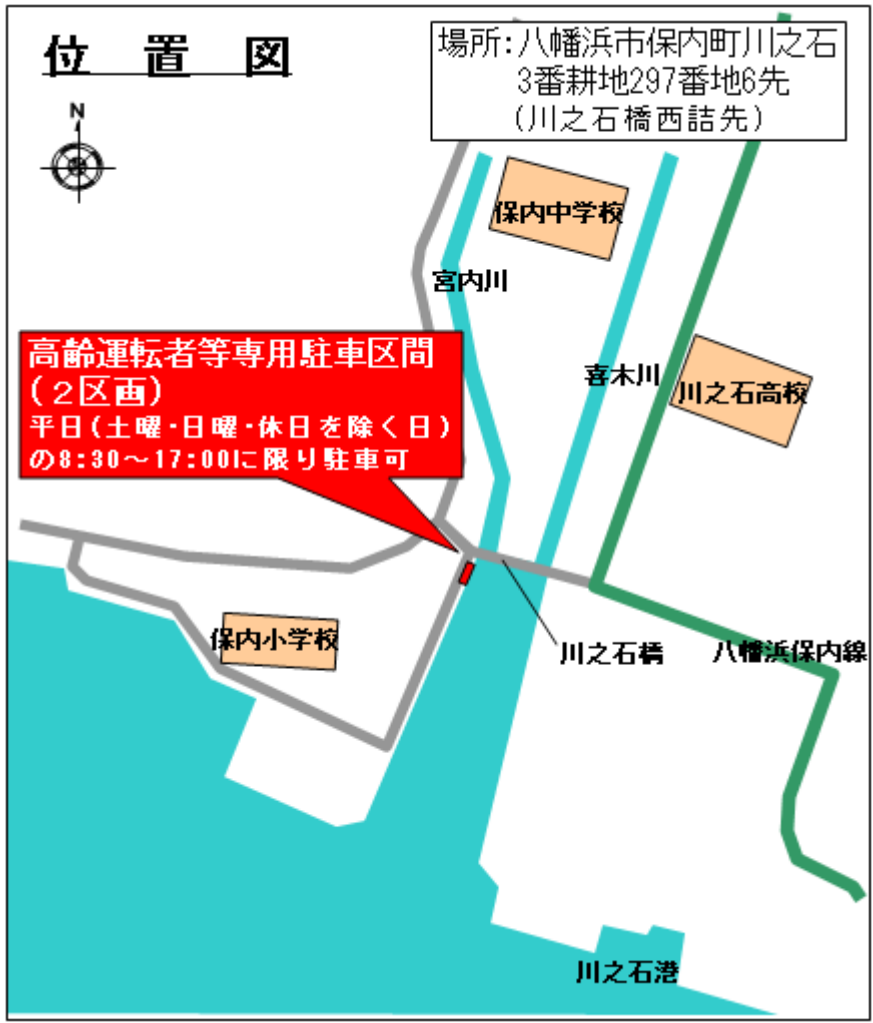 位置図
場所:八幡浜市保内町川之石
3番耕地297番地6先
(川之石橋西詰先)
N
保内中学校
宮内川
高齢運転者等専用駐車区間
(2区画)
平日(土曜・日曜・休日を除く日)
の8:30~17:00に限り駐車可
喜木川
川之石高校
保内小学校
川之石橋
八幡浜保内線
川之石港